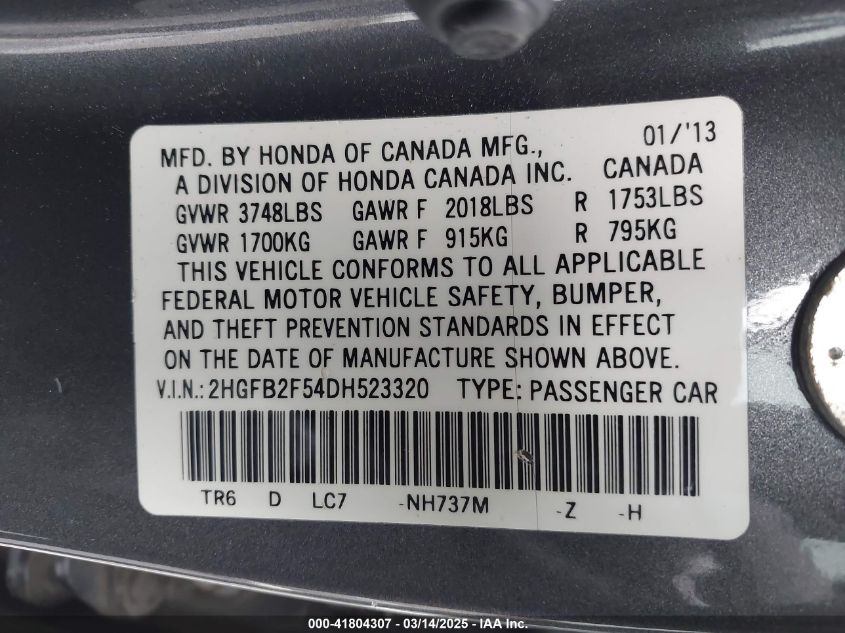 MFD. BY HONDA OF CANADA MFG., 01/'13
A DIVISION OF HONDA CANADA INC. CANADA
GVWR 3748LBS GAWR F 2018LBS R 1753LBS
GVWR 1700KG GAWR F 915KG R 795KG
THIS VEHICLE CONFORMS TO ALL APPLICABLE
FEDERAL MOTOR VEHICLE SAFETY, BUMPER,
AND THEFT PREVENTION STANDARDS IN EFFECT
ON THE DATE OF MANUFACTURE SHOWN ABOVE.
V.I.N.: 2HGFB2F54DH523320 TYPE: PASSENGER CAR
TR6 D LC7 -NH737M -Z -H
000-41804307 - 03/14/2025 - IAA Inc.